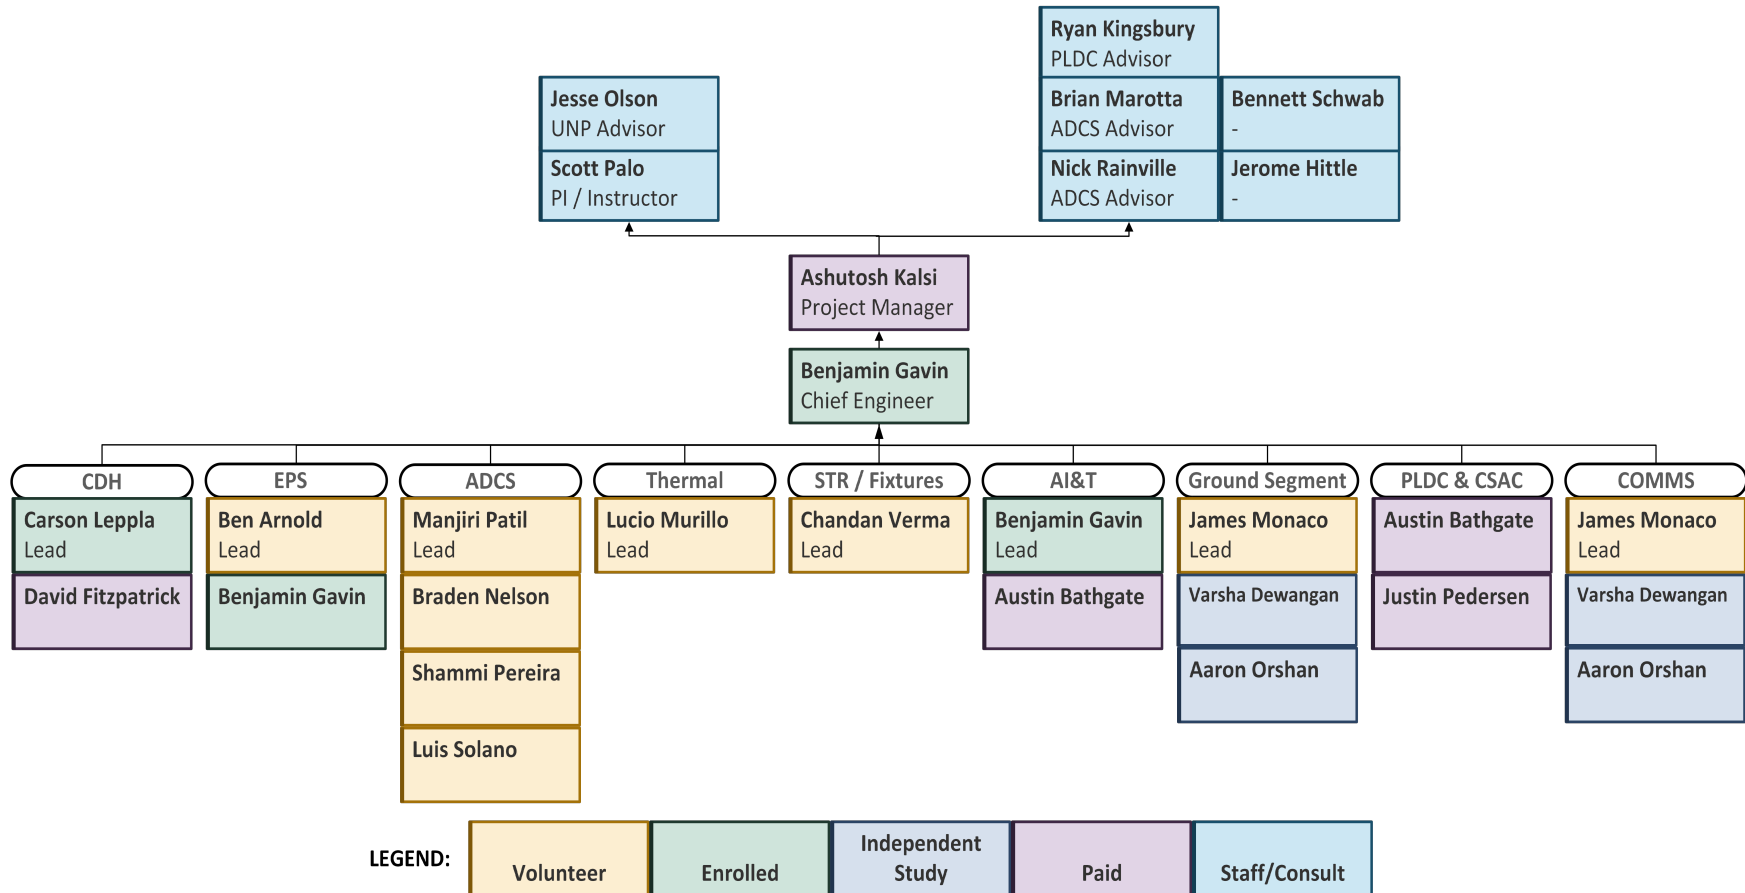 Ryan Kingsbury
PLDC Advisor
Jesse Olson
UNP Advisor
Brian Marotta
ADCS Advisor
Bennett Schwab
-
Scott Palo
PI / Instructor
Nick Rainville
ADCS Advisor
Jerome Hittle
-
Ashutosh Kalsi
Project Manager
Benjamin Gavin
Chief Engineer
CDH
Carson Leppla
Lead
David Fitzpatrick
EPS
Ben Arnold
Lead
Benjamin Gavin
ADCS
Manjiri Patil
Lead
Braden Nelson
Shammi Pereira
Luis Solano
Thermal
Lucio Murillo
Lead
STR / Fixtures
Chandan Verma
Lead
AI&T
Benjamin Gavin
Lead
Austin Bathgate
Ground Segment
James Monaco
Lead
Varsha Dewangan
Aaron Orshan
PLDC & CSAC
Austin Bathgate
Justin Pedersen
COMMS
James Monaco
Lead
Varsha Dewangan
Aaron Orshan
LEGEND:
Volunteer
Enrolled
Independent
Study
Paid
Staff/Consult